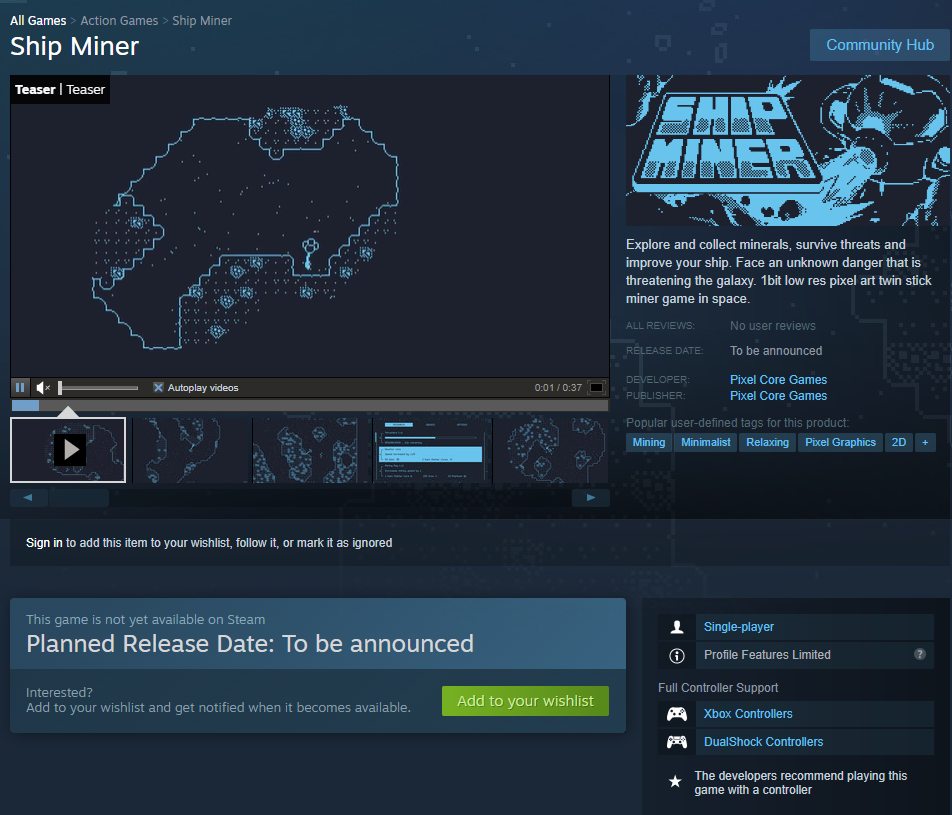 All Games > Action Games > Ship Miner
Ship Miner
Community Hub
Teaser | Teaser
SHIP
MINER
Explore and collect minerals, survive threats and
improve your ship. Face an unknown danger that is
threatening the galaxy. 1bit low res pixel art twin stick
miner game in space.
ALL REVIEWS: No user reviews
RELEASE DATE: To be announced
DEVELOPER: Pixel Core Games
PUBLISHER: Pixel Core Games
Popular user-defined tags for this product:
Mining Minimalist Relaxing Pixel Graphics 2D +
Autoplay videos 0:01 / 0:37
Sign in to add this item to your wishlist, follow it, or mark it as ignored
This game is not yet available on Steam
Planned Release Date: To be announced
Interested?
Add to your wishlist and get notified when it becomes available.
Add to your wishlist
Single-player
Profile Features Limited ?
Full Controller Support
Xbox Controllers
DualShock Controllers
The developers recommend playing this
game with a controller